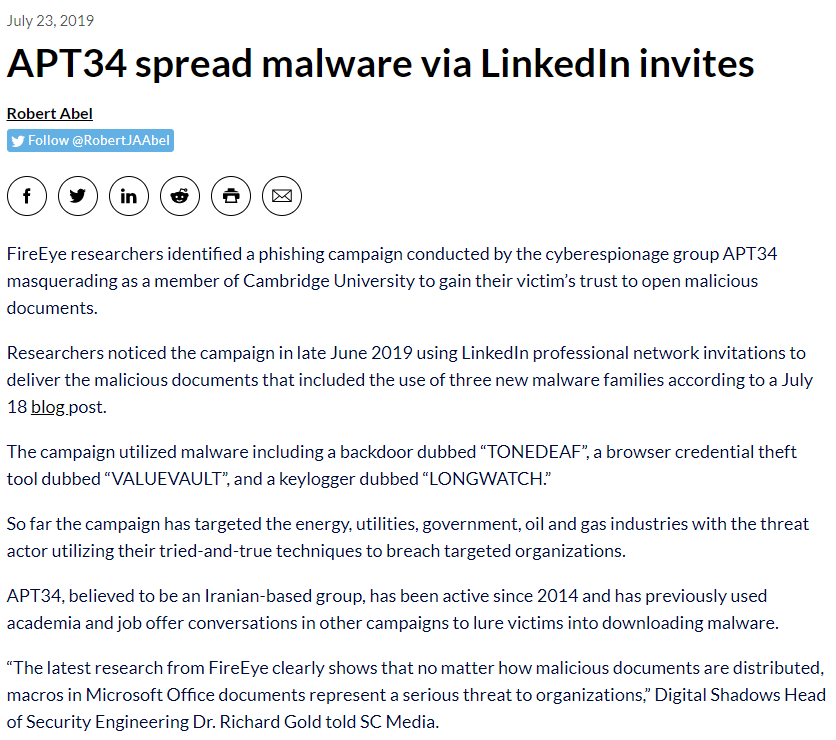 July 23, 2019
APT34 spread malware via LinkedIn invites
Robert Abel
Follow @RobertJAAbel
FireEye researchers identified a phishing campaign conducted by the cyberespionage group APT34
masquerading as a member of Cambridge University to gain their victim’s trust to open malicious
documents.
Researchers noticed the campaign in late June 2019 using LinkedIn professional network invitations to
deliver the malicious documents that included the use of three new malware families according to a July
18 blog post.
The campaign utilized malware including a backdoor dubbed “TONEDEAF”, a browser credential theft
tool dubbed “VALUEVAULT”, and a keylogger dubbed “LONGWATCH.”
So far the campaign has targeted the energy, utilities, government, oil and gas industries with the threat
actor utilizing their tried-and-true techniques to breach targeted organizations.
APT34, believed to be an Iranian-based group, has been active since 2014 and has previously used
academia and job offer conversations in other campaigns to lure victims into downloading malware.
“The latest research from FireEye clearly shows that no matter how malicious documents are distributed,
macros in Microsoft Office documents represent a serious threat to organizations,” Digital Shadows Head
of Security Engineering Dr. Richard Gold told SC Media.